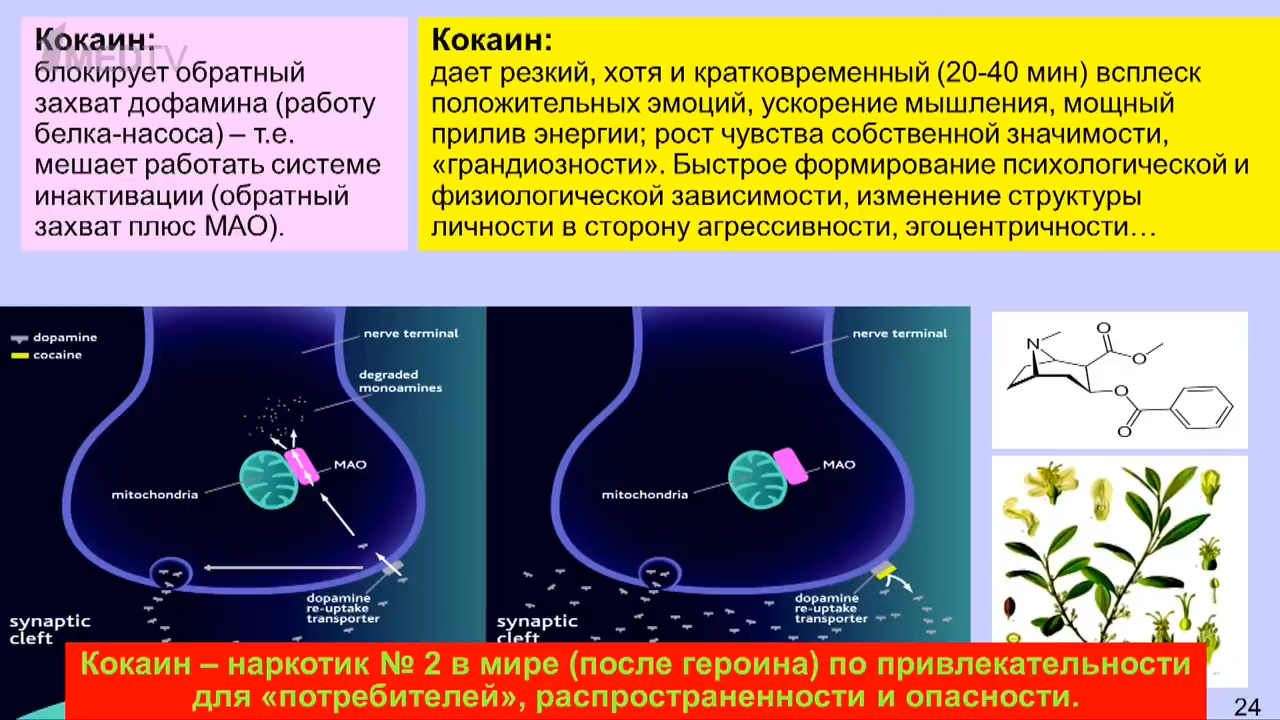 Кокаин:
блокирует обратный
захват дофамина (работу
белка-насоса) – т.е.
мешает работать системе
инактивации (обратный
захват плюс МАО).
MEDTV
Кокаин:
дает резкий, хотя и кратковременный (20-40 мин) всплеск
положительных эмоций, ускорение мышления, мощный
прилив энергии; рост чувства собственной значимости,
«грандиозности». Быстрое формирование психологической и
физиологической зависимости, изменение структуры
личности в сторону агрессивности, эгоцентричности…
dopamine
cocaine
nerve terminal
degraded
monoamines
MAO
mitochondria
dopamine
re-uptake
transporter
synaptic
cleft
nerve terminal
MAO
mitochondria
dopamine
re-uptake
transporter
synaptic
cleft
N
O
O
O
O
Кокаин – наркотик № 2 в мире (после героина) по привлекательности
для «потребителей», распространенности и опасности.
24